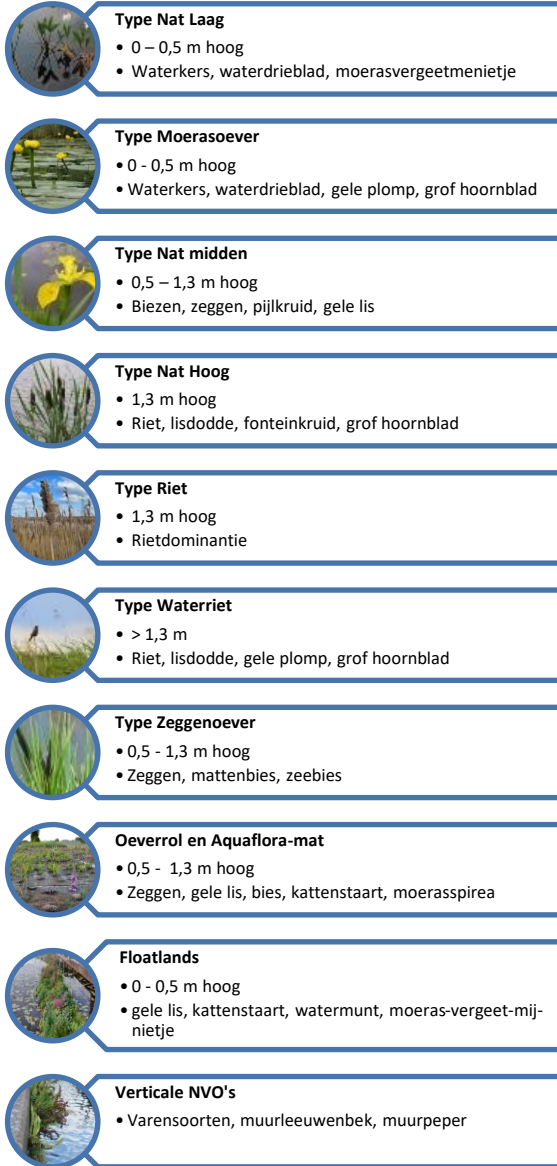 Type Nat Laag
• 0 – 0,5 m hoog
• Waterkers, waterdrieblad, moerasvergeetmenietje
Type Moerasoever
• 0 - 0,5 m hoog
• Waterkers, waterdrieblad, gele plomp, grof hoornblad
Type Nat midden
• 0,5 – 1,3 m hoog
• Biezen, zeggen, pijlkruid, gele lis
Type Nat Hoog
• 1,3 m hoog
• Riet, lisdodde, fonteinkruid, grof hoornblad
Type Riet
• 1,3 m hoog
• Rietdominantie
Type Waterriet
• > 1,3 m
• Riet, lisdodde, gele plomp, grof hoornblad
Type Zeggenoever
• 0,5 - 1,3 m hoog
• Zeggen, mattenbies, zeebies
Oeverrol en Aquaflora-mat
• 0,5 - 1,3 m hoog
• Zeggen, gele lis, bies, kattenstaart, moerasspirea
Floatlands
• 0 - 0,5 m hoog
• gele lis, kattenstaart, watermunt, moeras-vergeet-mij-
nietje
Verticale NVO's
• Varensoorten, muurleeuwenbek, muurpeper